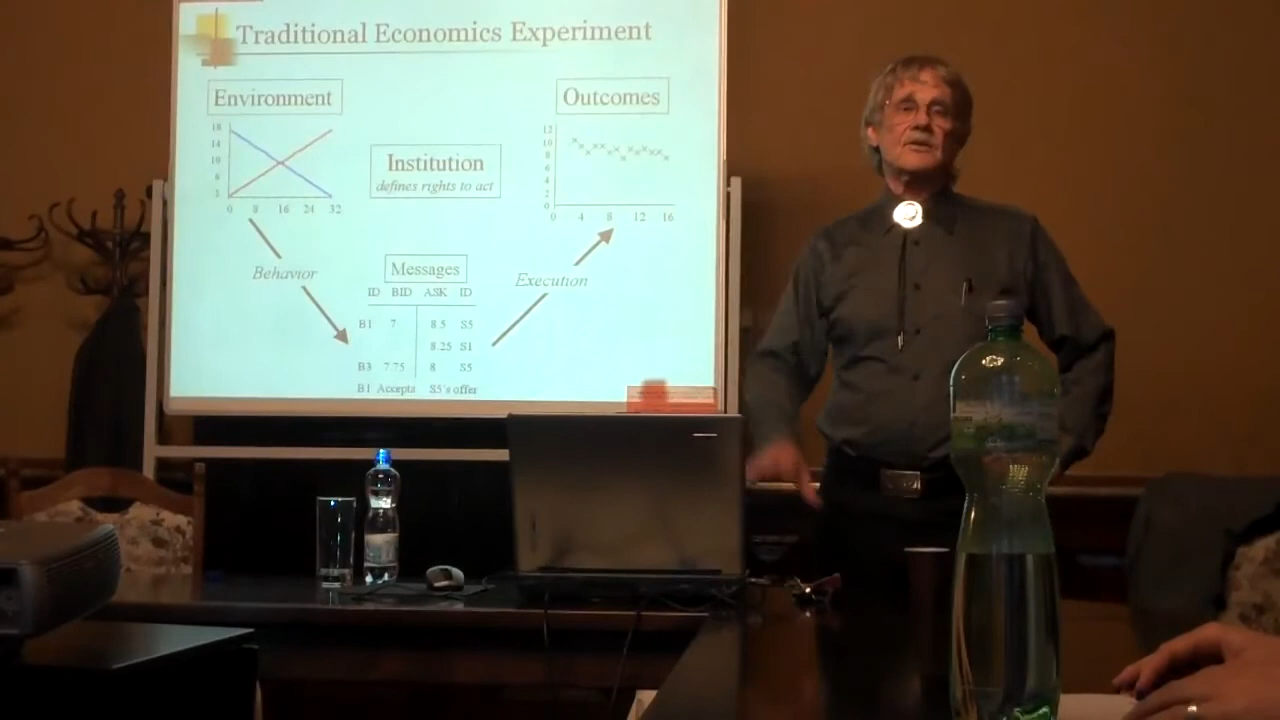 Traditional Economics Experiment
Environment
Outcomes
18
14
10
6
0 8 16 24 32
Institution
defines rights to act
12
10
8
6
4
2
0
0 4 8 12 16
Behavior
Execution
Messages
ID BID ASK ID
B1 7 8.5 S5
8.25 S1
B3 7.75 8 S5
B1 Accepts S5's offer